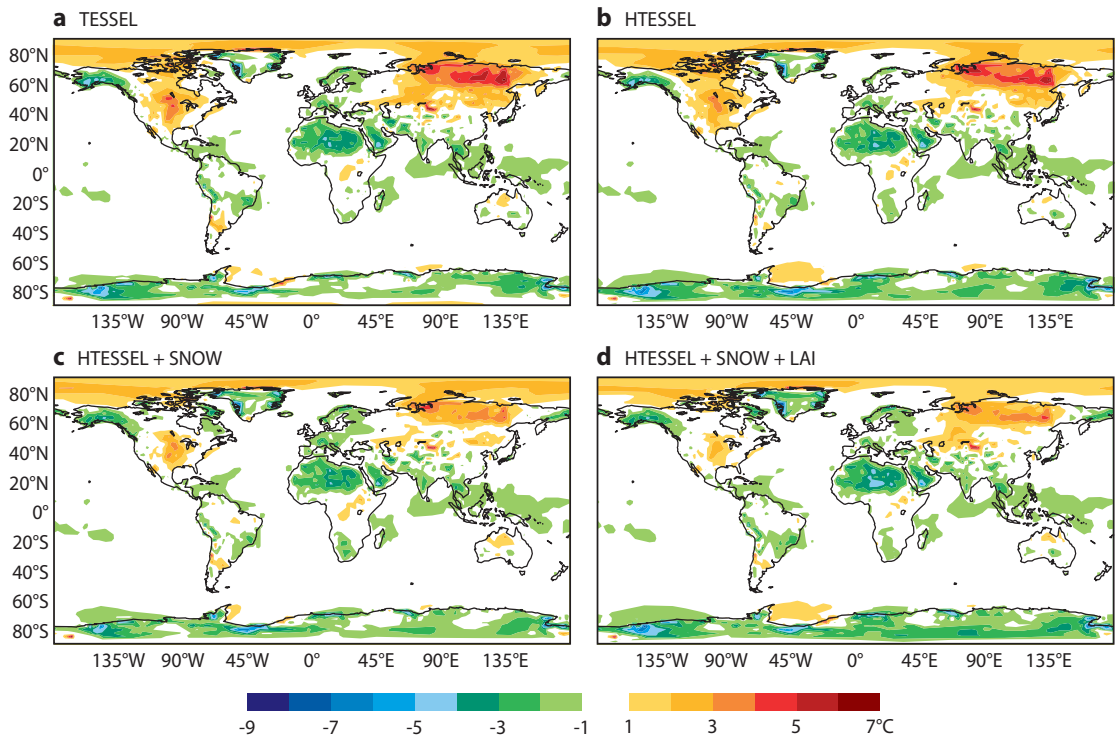 a TESSEL
b HTESSEL
80°N
60°N
40°N
20°N
0°
20°S
40°S
60°S
80°S
135°W 90°W 45°W 0° 45°E 90°E 135°E
135°W 90°W 45°W 0° 45°E 90°E 135°E
c HTESSEL + SNOW
d HTESSEL + SNOW + LAI
80°N
60°N
40°N
20°N
0°
20°S
40°S
60°S
80°S
135°W 90°W 45°W 0° 45°E 90°E 135°E
135°W 90°W 45°W 0° 45°E 90°E 135°E
-9 -7 -5 -3 -1 1 3 5 7°C